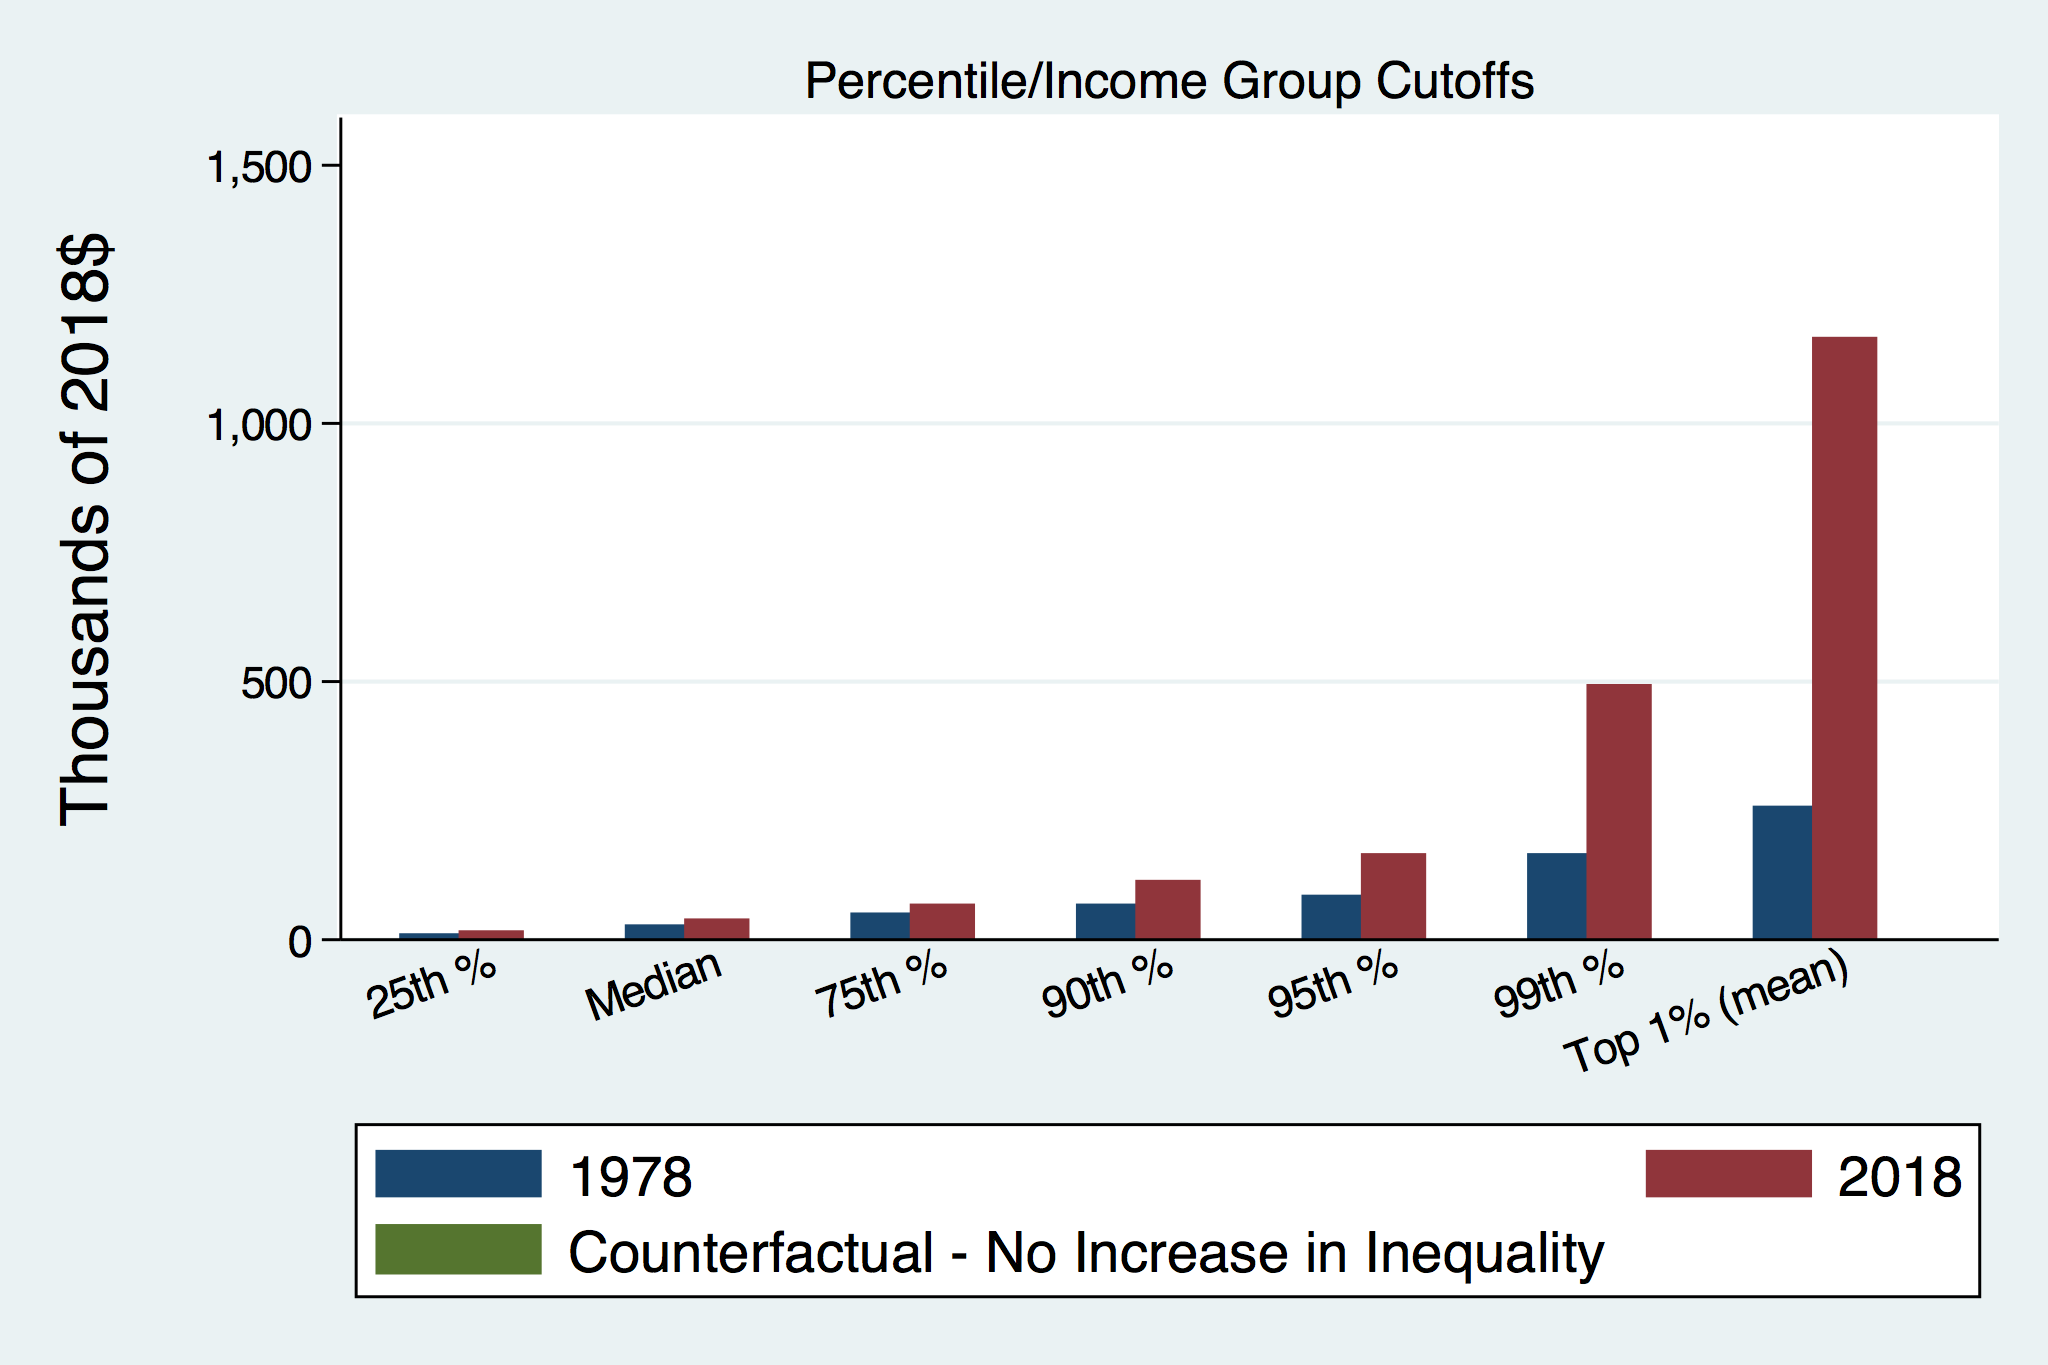 Percentile/Income Group Cutoffs
Thousands of 2018$
1,500
1,000
500
0
25th %
Median
75th %
90th %
95th %
99th %
Top 1% (mean)
1978
2018
Counterfactual - No Increase in Inequality